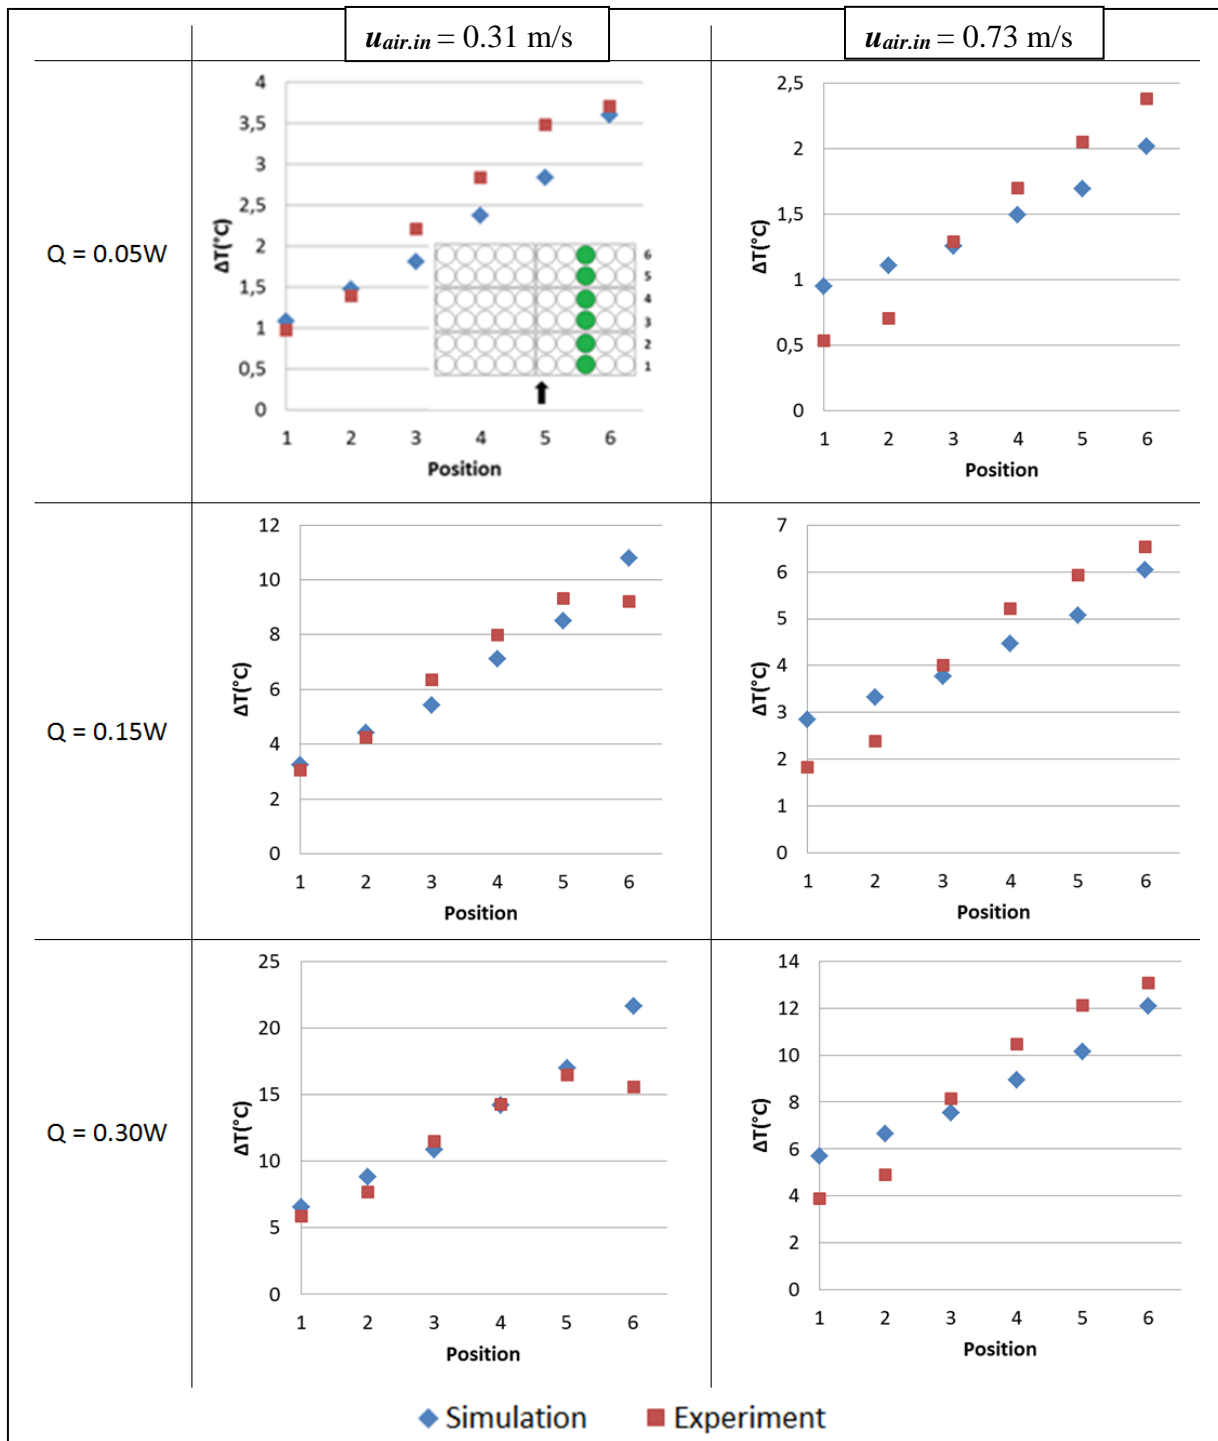 u_air.in = 0.31 m/s
u_air.in = 0.73 m/s
Q = 0.05W
ΔT(°C)
4
3,5
3
2,5
2
1,5
1
0,5
0
1 2 3 4 5 6
Position
6
5
4
3
2
1
ΔT(°C)
2,5
2
1,5
1
0,5
0
1 2 3 4 5 6
Position
Q = 0.15W
ΔT(°C)
12
10
8
6
4
2
0
1 2 3 4 5 6
Position
ΔT(°C)
7
6
5
4
3
2
1
0
1 2 3 4 5 6
Position
Q = 0.30W
ΔT(°C)
25
20
15
10
5
0
1 2 3 4 5 6
Position
ΔT(°C)
14
12
10
8
6
4
2
0
1 2 3 4 5 6
Position
Simulation Experiment